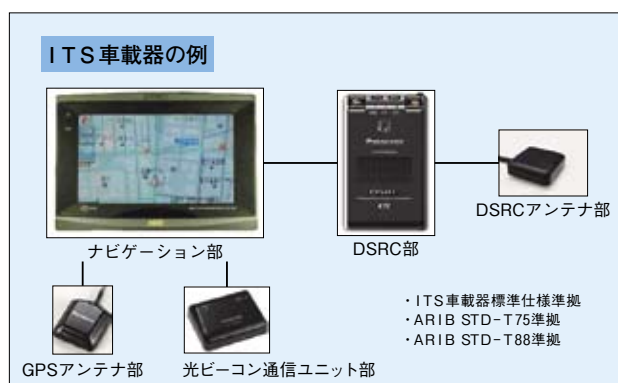 ITS車載器の例
Panasonic
ナビゲーション部
DSRC部
DSRCアンテナ部
GPSアンテナ部
光ビーコン通信ユニット部
・ITS車載器標準仕様準拠
・ARIB STD-T75準拠
・ARIB STD-T88準拠